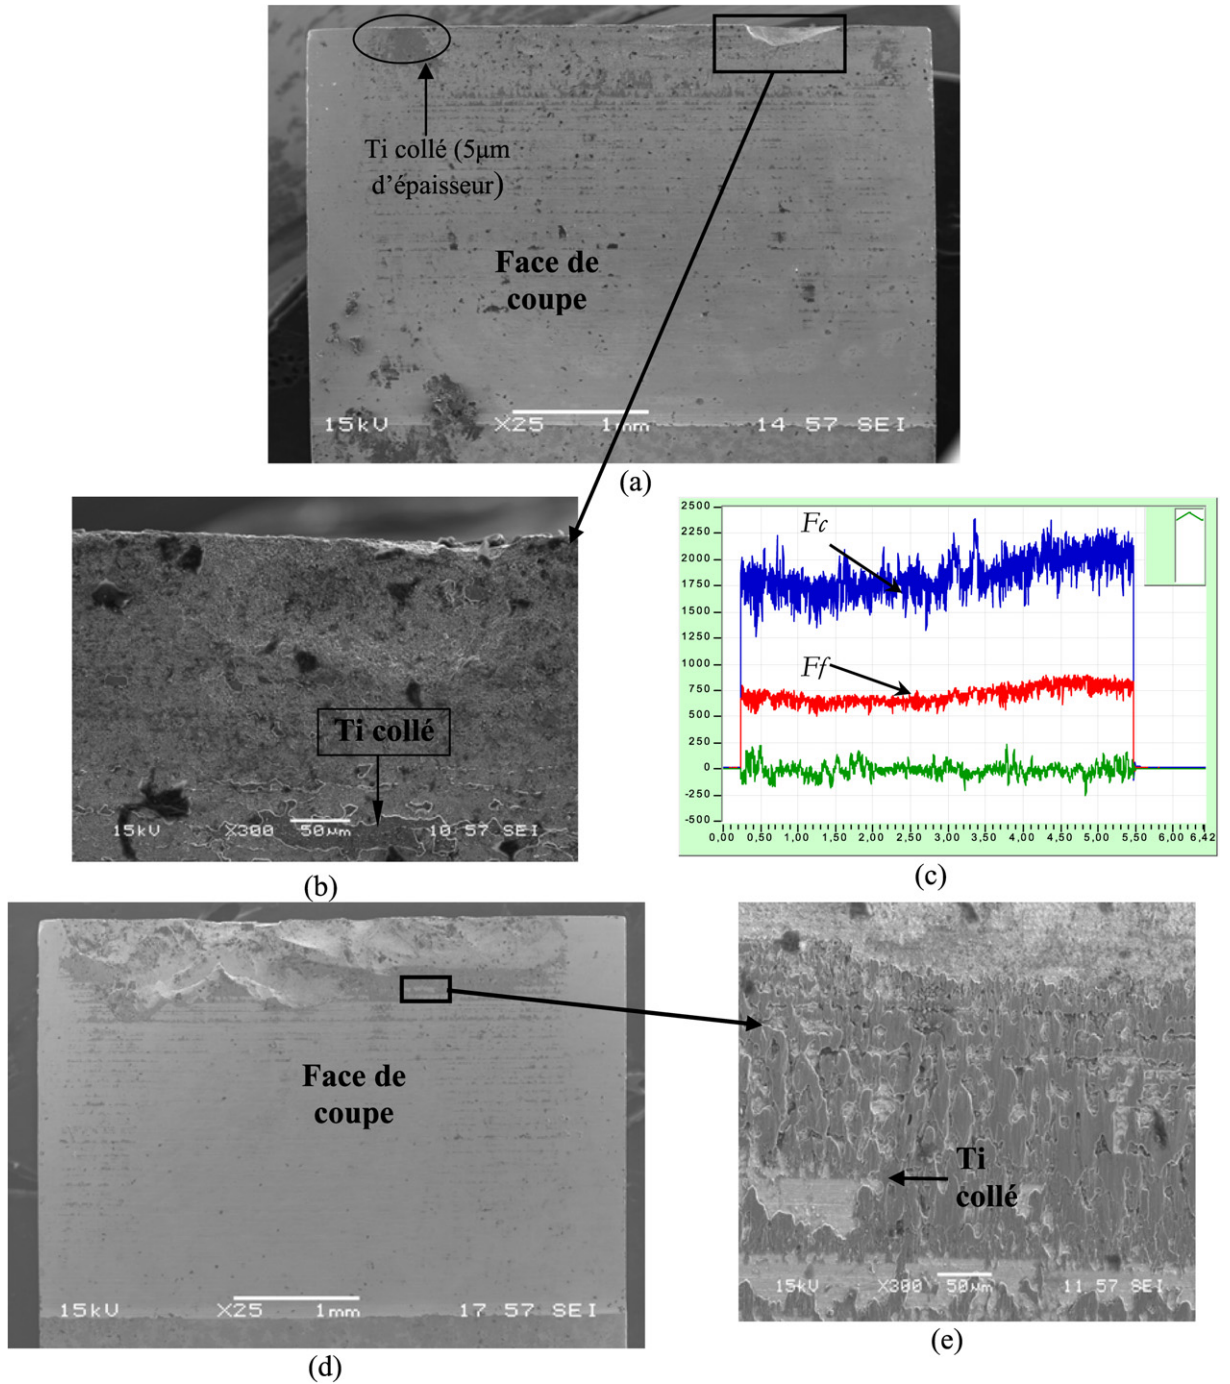 Ti collé (5µm
d'épaisseur)
Face de
coupe
15kV X25 1mm 14 57 SEI
(a)
Ti collé
15kV X300 50µm 10 57 SEI
(b)
2500
2250
2000
1750
1500
1250
1000
750
500
250
0
-250
-500
Fc
Ff
0,00 0,50 1,00 1,50 2,00 2,50 3,00 3,50 4,00 4,50 5,00 6,00 6,42
(c)
Face de
coupe
15kV X25 1mm 17 57 SEI
(d)
Ti
collé
15kV X300 50µm 11 57 SEI
(e)